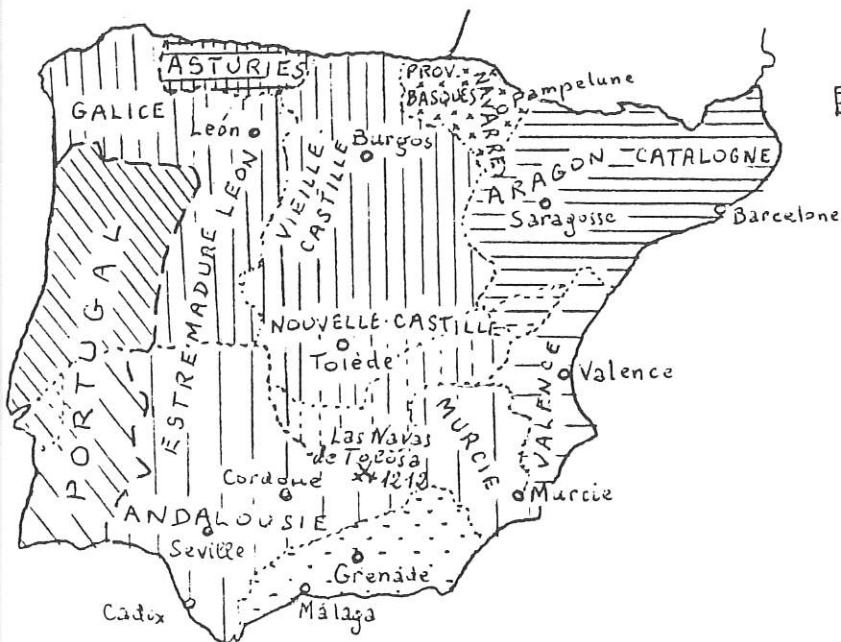 ASTURIES
PROV.
BASQUES
NAVARRE
Pampelune
GALICE
Leon
Burgos
LEON
VIEILLE
CASTILLE
ARAGON CATALOGNE
Saragosse
Barcelone
PORTUGAL
ESTREMADURE
NOUVELLE-CASTILLE
Tolède
VALENCE
Valence
MURCIE
Las Navas
de Tolosa
1212
Cordoue
Murcie
ANDALOUSIE
Séville
Grenade
Cadix
Málaga